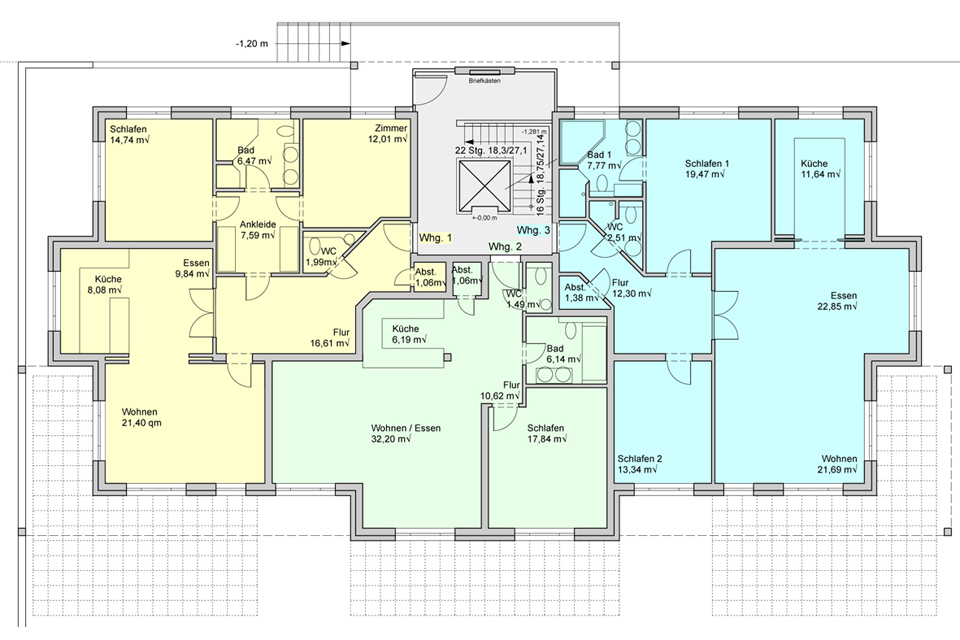 -1,20 m
Briefkästen
Schlafen
14,74 m√
Bad
6,47 m√
Zimmer
12,01 m√
-1,281 m
22 Stg. 18,3/27,1
16 Stg. 18,75/27,14
+-0,00 m
Bad 1
7,77 m√
Schlafen 1
19,47 m√
Küche
11,64 m√
Ankleide
7,59 m√
Whg. 1
Whg. 2
Whg. 3
WC
2,51 m√
WC
1,99m√
Essen
9,84 m√
Küche
8,08 m√
Abst.
1,06m√
Abst.
1,06m√
WC
1,49 m√
Abst.
1,38 m√
Flur
12,30 m√
Essen
22,85 m√
Flur
16,61 m√
Küche
6,19 m√
Bad
6,14 m√
Flur
10,62 m√
Wohnen
21,40 qm
Wohnen / Essen
32,20 m√
Schlafen
17,84 m√
Schlafen 2
13,34 m√
Wohnen
21,69 m√